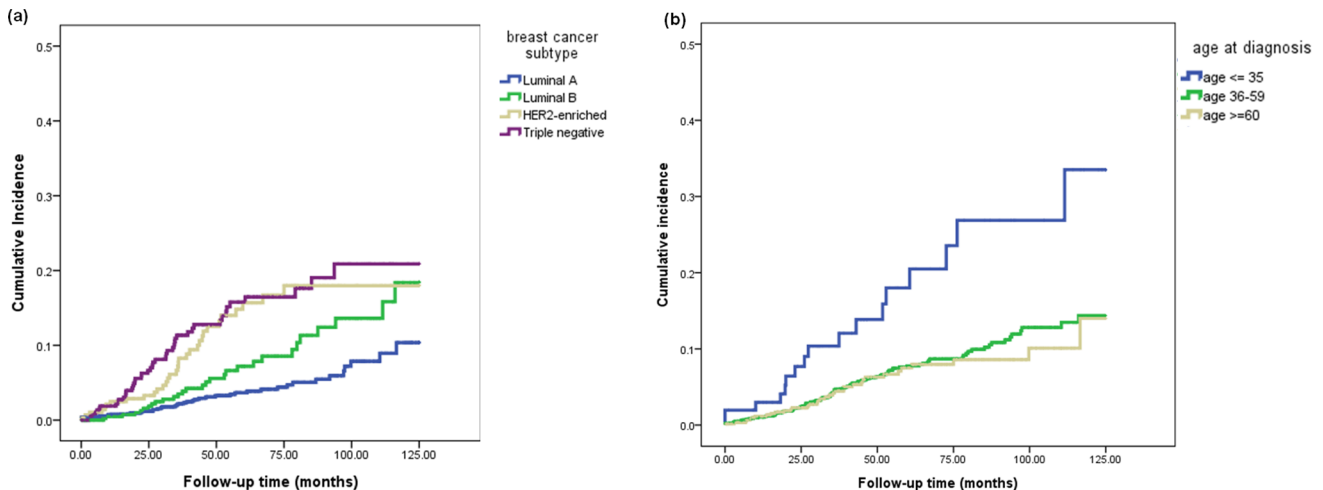 (a)
breast cancer
subtype
Luminal A
Luminal B
HER2-enriched
Triple negative
Cumulative Incidence
0.5
0.4
0.3
0.2
0.1
0.0
0.00 25.00 50.00 75.00 100.00 125.00
Follow-up time (months)
(b)
age at diagnosis
age <= 35
age 36-59
age >=60
Cumulative incidence
0.5
0.4
0.3
0.2
0.1
0.0
0.00 25.00 50.00 75.00 100.00 125.00
Follow-up time (months)